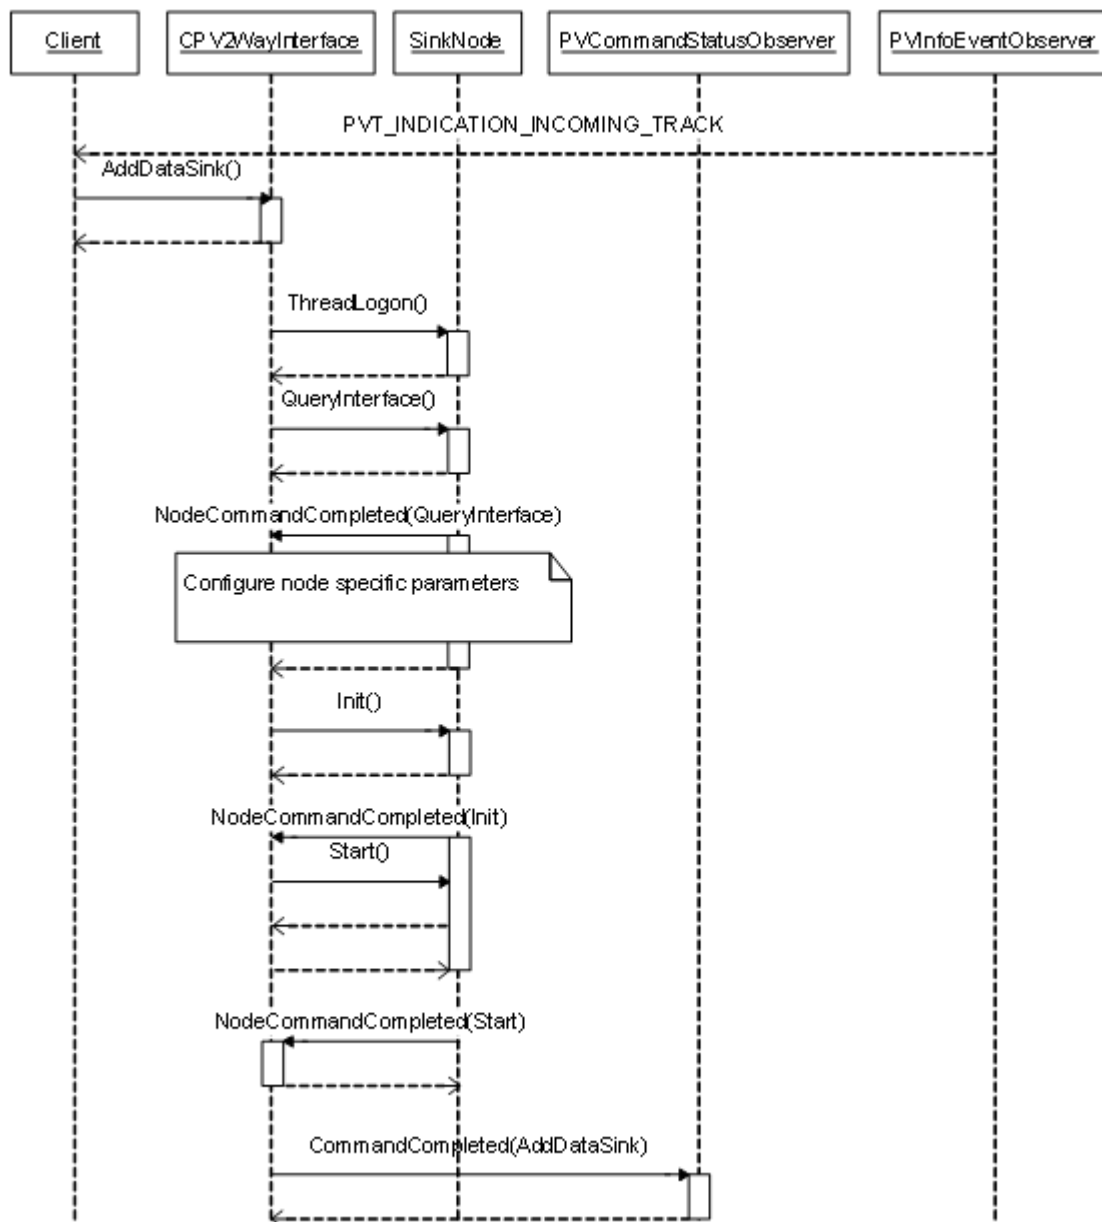 Client
CPV2WayInterface
SinkNode
PVCommandStatusObserver
PVInfoEventObserver
PVT_INDICATION_INCOMING_TRACK
AddDataSink()
ThreadLogon()
QueryInterface()
NodeCommandCompleted(QueryInterface)
Configure node specific parameters
Init()
NodeCommandCompleted(Init)
Start()
NodeCommandCompleted(Start)
CommandCompleted(AddDataSink)